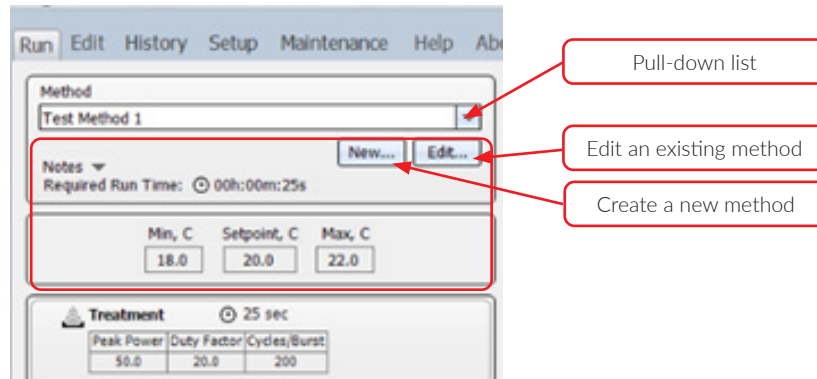 Run Edit History Setup Maintenance Help
Pull-down list
Method
Test Method 1
New... Edit...
Edit an existing method
Notes
Required Run Time: 00h:00m:25s
Create a new method
Min, C Setpoint, C Max, C
18.0 20.0 22.0
Treatment 25 sec
Peak Power Duty Factor Cycles/Burst
50.0 20.0 200